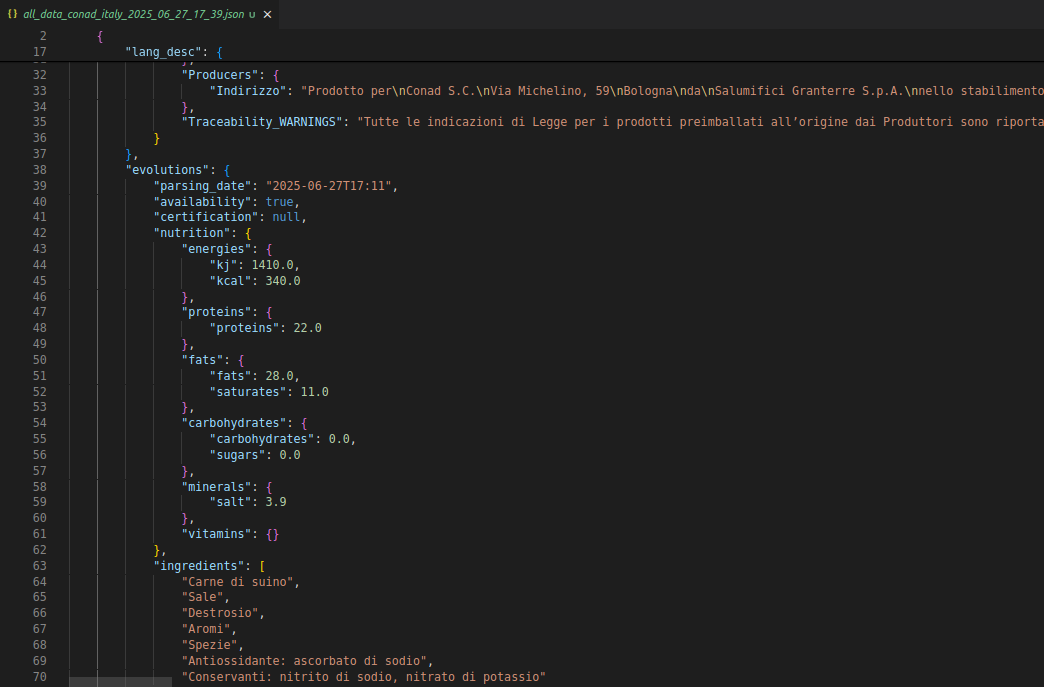 {} all_data_conad_italy_2025_06_27_17_39.json U ×
2 {
17 "lang_desc": {
31 },
32 "Producers": {
33 "Indirizzo": "Prodotto per\nConad S.C.\nVia Michelino, 59\nBologna\nda\nSalumifici Granterre S.p.A.\nnello stabilimento
34 },
35 "Traceability_WARNINGS": "Tutte le indicazioni di Legge per i prodotti preimballati all’origine dai Produttori sono riporta
36 }
37 },
38 "evolutions": {
39 "parsing_date": "2025-06-27T17:11",
40 "availability": true,
41 "certification": null,
42 "nutrition": {
43 "energies": {
44 "kj": 1410.0,
45 "kcal": 340.0
46 },
47 "proteins": {
48 "proteins": 22.0
49 },
50 "fats": {
51 "fats": 28.0,
52 "saturates": 11.0
53 },
54 "carbohydrates": {
55 "carbohydrates": 0.0,
56 "sugars": 0.0
57 },
58 "minerals": {
59 "salt": 3.9
60 },
61 "vitamins": {}
62 },
63 "ingredients": [
64 "Carne di suino",
65 "Sale",
66 "Destrosio",
67 "Aromi",
68 "Spezie",
69 "Antiossidante: ascorbato di sodio",
70 "Conservanti: nitrito di sodio, nitrato di potassio"